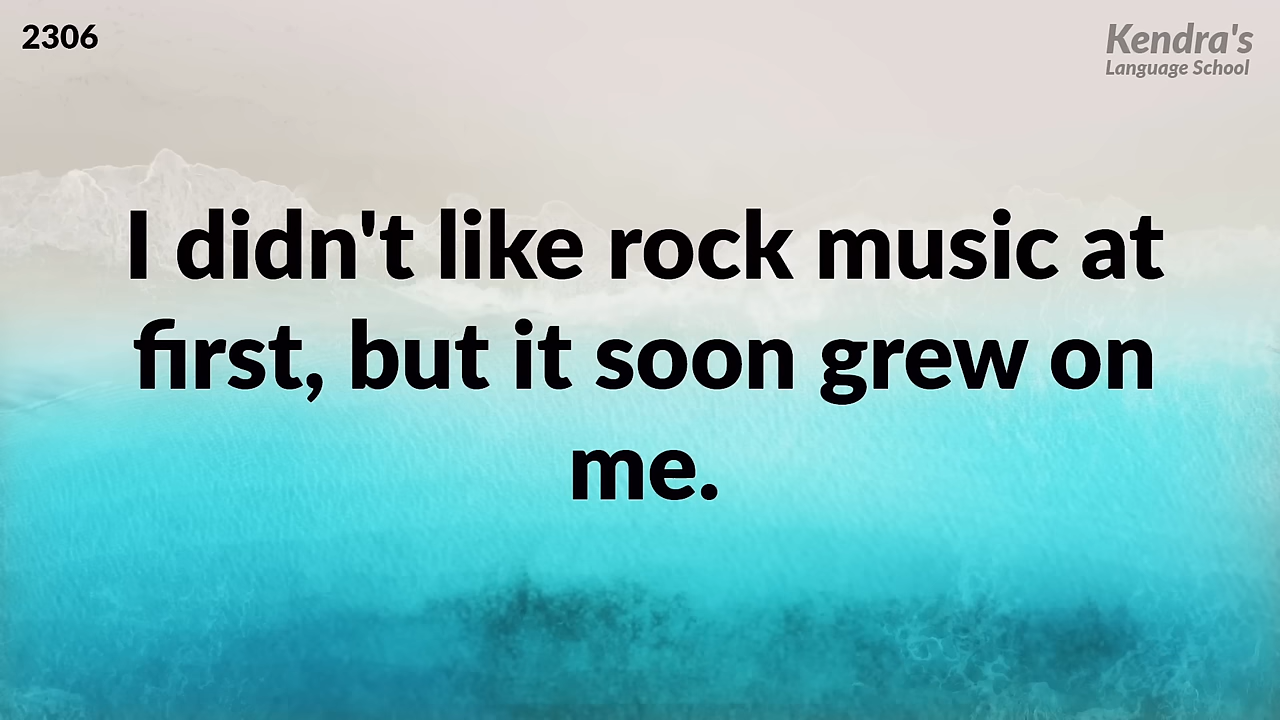 2306
Kendra's
Language School
I didn't like rock music at
first, but it soon grew on
me.